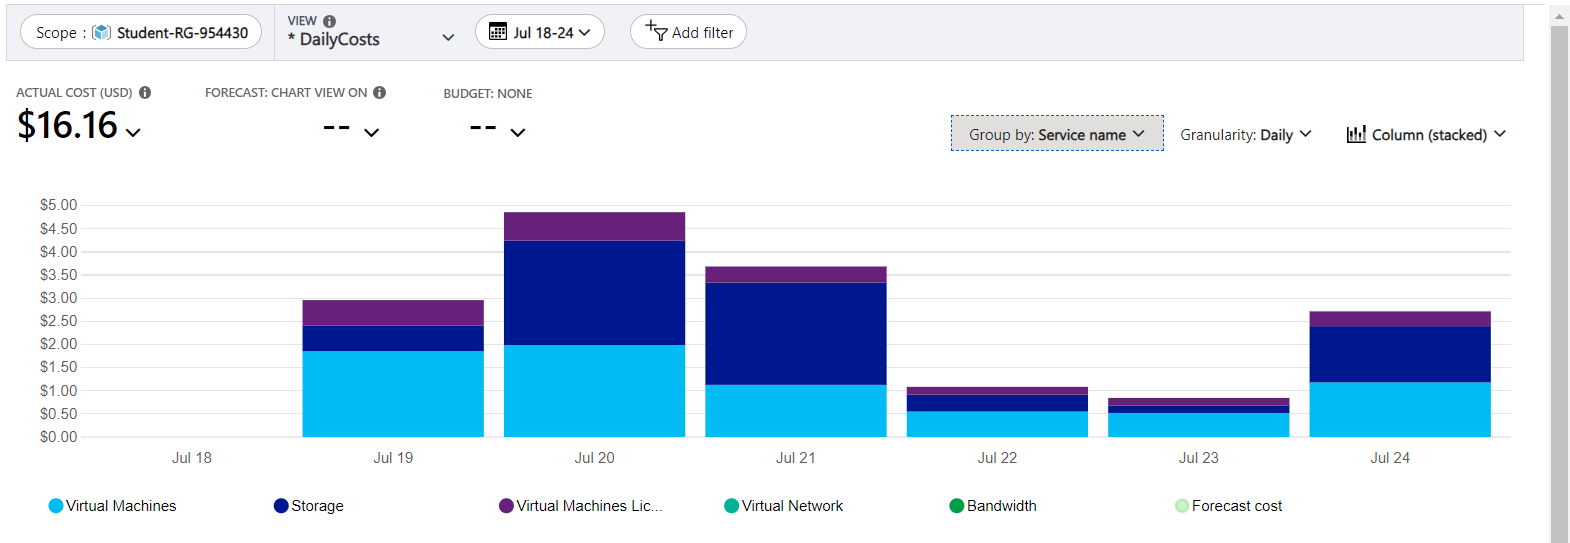 Scope : Student-RG-954430
VIEW
* DailyCosts
Jul 18-24
Add filter
ACTUAL COST (USD)
$16.16
FORECAST: CHART VIEW ON
--
BUDGET: NONE
--
Group by: Service name
Granularity: Daily
Column (stacked)
$5.00
$4.50
$4.00
$3.50
$3.00
$2.50
$2.00
$1.50
$1.00
$0.50
$0.00
Jul 18 Jul 19 Jul 20 Jul 21 Jul 22 Jul 23 Jul 24
Virtual Machines Storage Virtual Machines Lic... Virtual Network Bandwidth Forecast cost